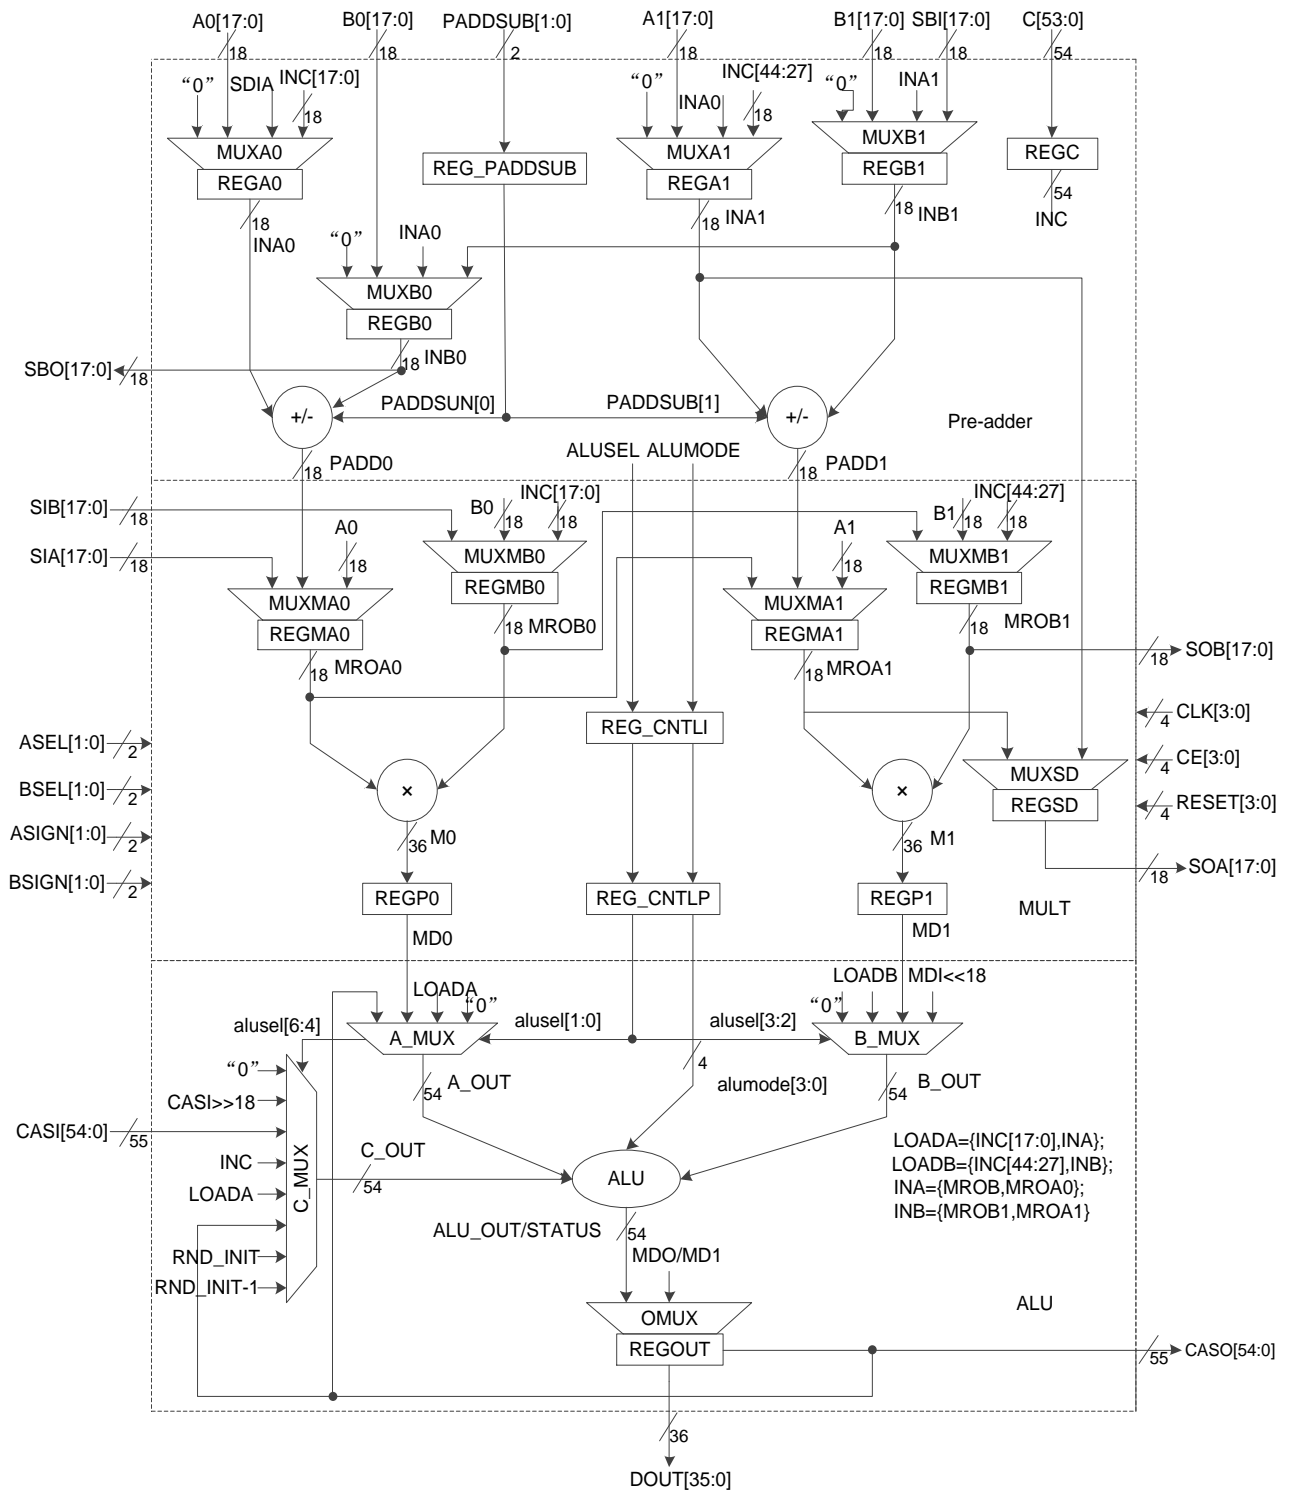 A0[17:0] B0[17:0] PADDSUB[1:0] A1[17:0] B1[17:0] SBI[17:0] C[53:0]
18 18 2 18 18 18 54
“0” SDIA INC[17:0] 18
“0” INA0 INC[44:27] 18
“0” INA1
MUXA0
REGA0
REG_PADDSUB
MUXA1
REGA1
MUXB1
REGB1
REGC
18 INA0
18 INA1
18 INB1
54
INC
“0” INA0
MUXB0
REGB0
18 INB0
SBO[17:0] 18
+/- PADDSUN[0] PADDSUB[1] +/-
Pre-adder
18 PADD0
ALUSEL ALUMODE
18 PADD1
SIB[17:0] 18
B0 18 INC[17:0] 18
B1 18 INC[44:27] 18
SIA[17:0] 18
A0 18
A1 18
MUXMB0
REGMB0
MUXMB1
REGMB1
MUXMA0
REGMA0
MUXMA1
REGMA1
18 MROB0
18 MROB1
18 MROA0
18 MROA1
18 SOB[17:0]
REG_CNTLI
4 CLK[3:0]
ASEL[1:0] 2
4 CE[3:0]
BSEL[1:0] 2
× ×
MUXSD
REGSD
4 RESET[3:0]
ASIGN[1:0] 2
36 M0
36 M1
18 SOA[17:0]
BSIGN[1:0] 2
REGP0
REG_CNTLP
REGP1
MULT
MD0
MD1
LOADA “0”
“0” LOADB MDI<<18
alusel[6:4] A_MUX alusel[1:0] alusel[3:2] B_MUX
“0”
54 A_OUT
4
alumode[3:0]
54 B_OUT
CASI>>18
CASI[54:0] 55
INC
LOADA
RND_INIT
RND_INIT-1
C_MUX
C_OUT
54
ALU
LOADA={INC[17:0],INA};
LOADB={INC[44:27],INB};
INA={MROB,MROA0};
INB={MROB1,MROA1}
ALU_OUT/STATUS 54
MDO/MD1
OMUX
REGOUT
ALU
55 CASO[54:0]
36
DOUT[35:0]